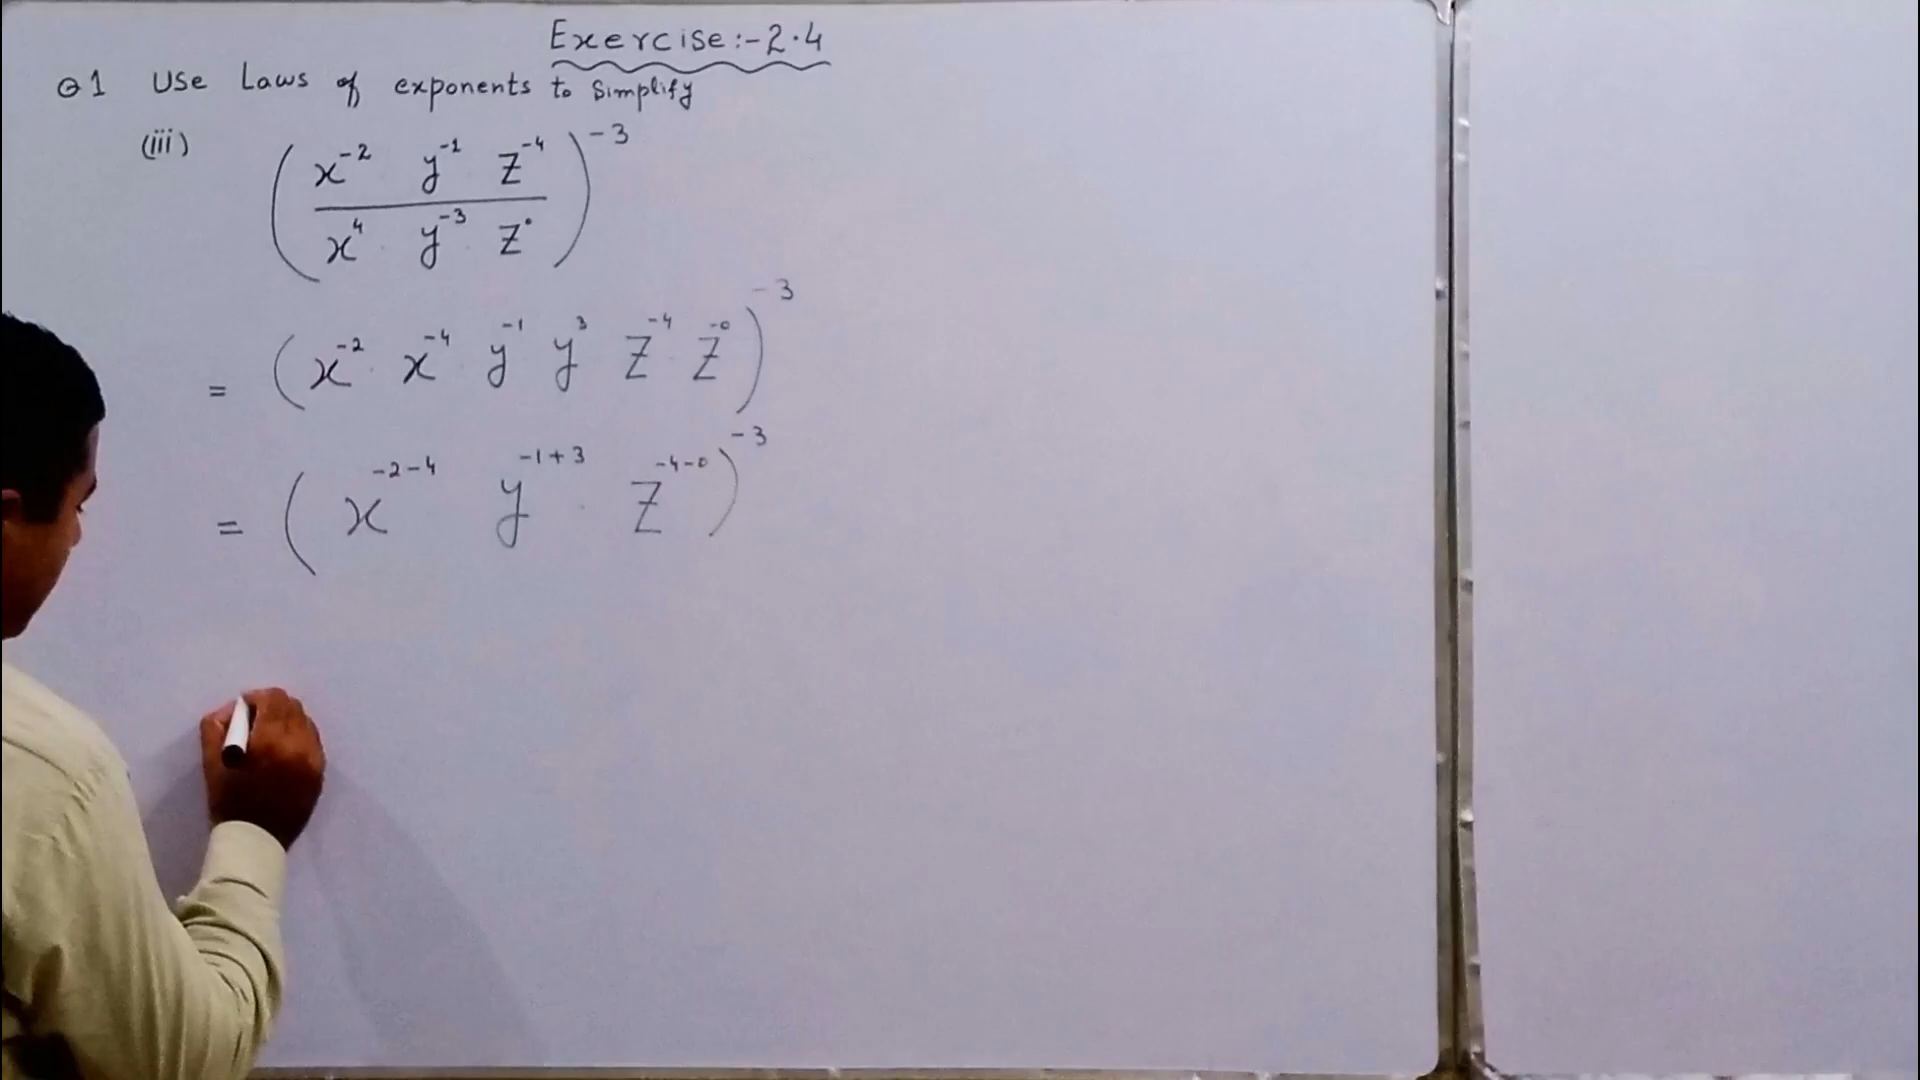 Exercise:-2.4
Q1 Use Laws of exponents to Simplify
(iii) (x^-2 y^-1 z^-4 / x^4 y^-3 z^0)^-3
= (x^-2 . x^-4 y^-1 y^3 z^-4 . z^-0)^-3
= (x^-2-4 y^-1+3 . z^-4-0)^-3